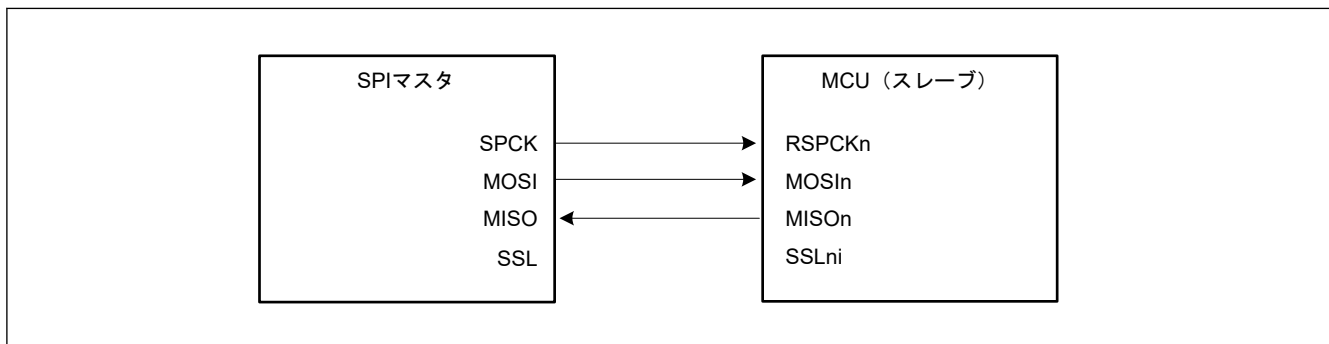 SPIマスタ
SPCK
MOSI
MISO
SSL
MCU（スレーブ）
RSPCKn
MOSIn
MISOn
SSLni